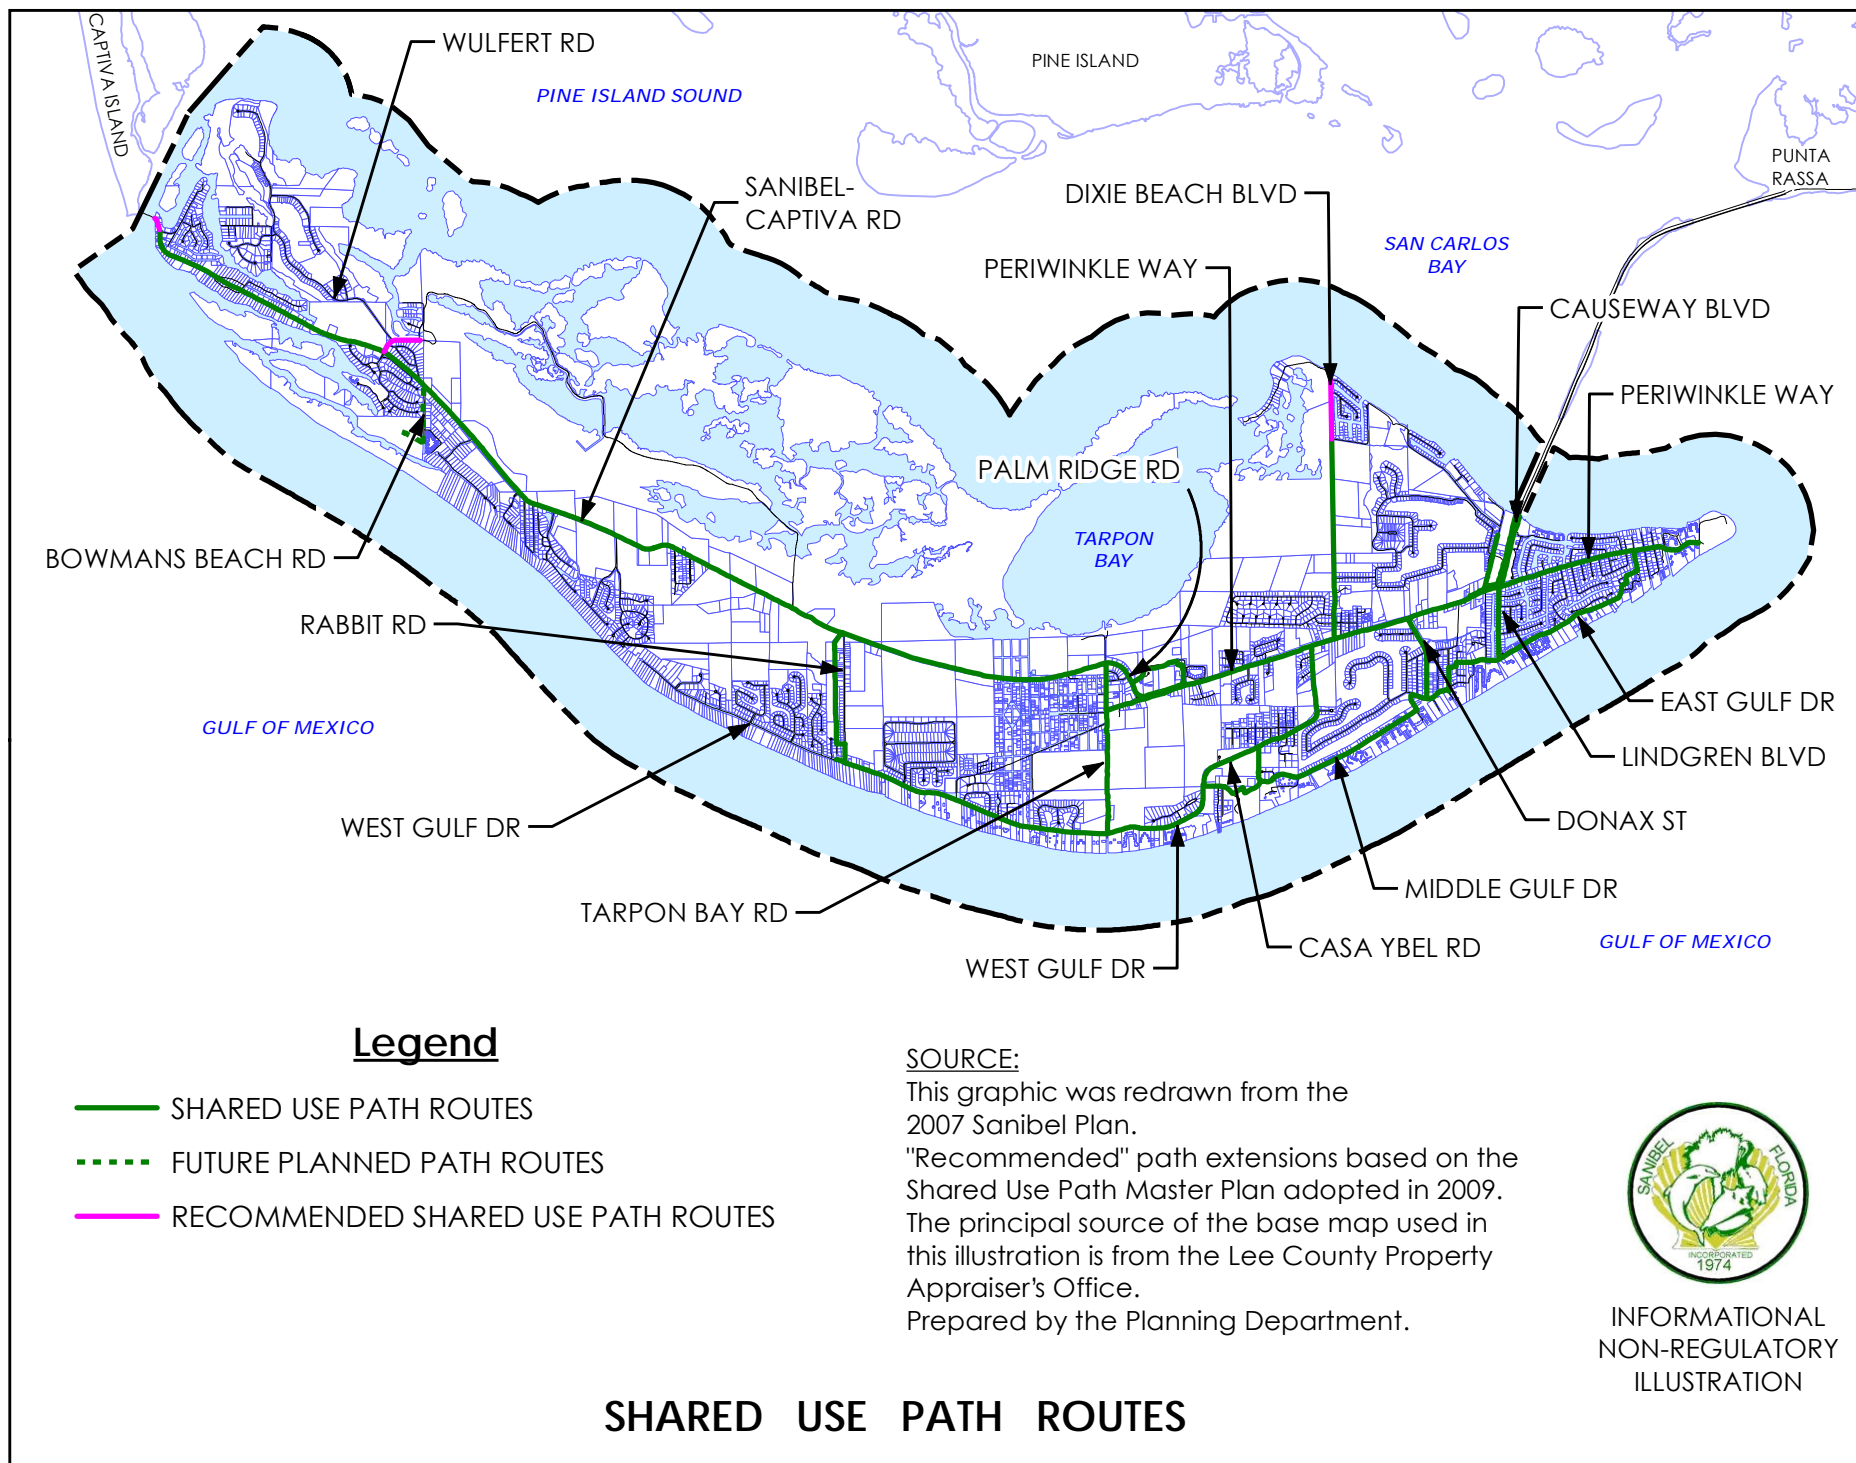 CAPTIVA ISLAND
WULFERT RD
PINE ISLAND SOUND
PINE ISLAND
PUNTA
RASSA
SANIBEL-
CAPTIVA RD
DIXIE BEACH BLVD
SAN CARLOS
BAY
PERIWINKLE WAY
CAUSEWAY BLVD
PERIWINKLE WAY
PALM RIDGE RD
TARPON
BAY
BOWMANS BEACH RD
RABBIT RD
GULF OF MEXICO
EAST GULF DR
LINDGREN BLVD
WEST GULF DR
DONAX ST
MIDDLE GULF DR
TARPON BAY RD
CASA YBEL RD
GULF OF MEXICO
WEST GULF DR
Legend
SHARED USE PATH ROUTES
FUTURE PLANNED PATH ROUTES
RECOMMENDED SHARED USE PATH ROUTES
SOURCE:
This graphic was redrawn from the
2007 Sanibel Plan.
"Recommended" path extensions based on the
Shared Use Path Master Plan adopted in 2009.
The principal source of the base map used in
this illustration is from the Lee County Property
Appraiser's Office.
Prepared by the Planning Department.
SANIBEL FLORIDA
INCORPORATED
1974
INFORMATIONAL
NON-REGULATORY
ILLUSTRATION
SHARED USE PATH ROUTES